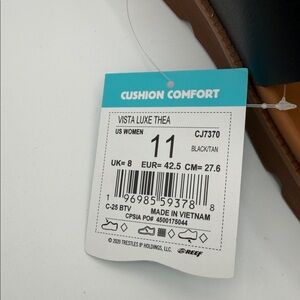 CUSHION COMFORT
VISTA LUXE THEA
US WOMEN 11 CJ7370
BLACK/TAN
UK= 8 EUR= 42.5 CM= 27.6
1 96985 59378 8
C-25 BTV MADE IN VIETNAM
CPSIA PO# 4500175044
© 2020 TRESTLES IP HOLDINGS, LLC. REEF